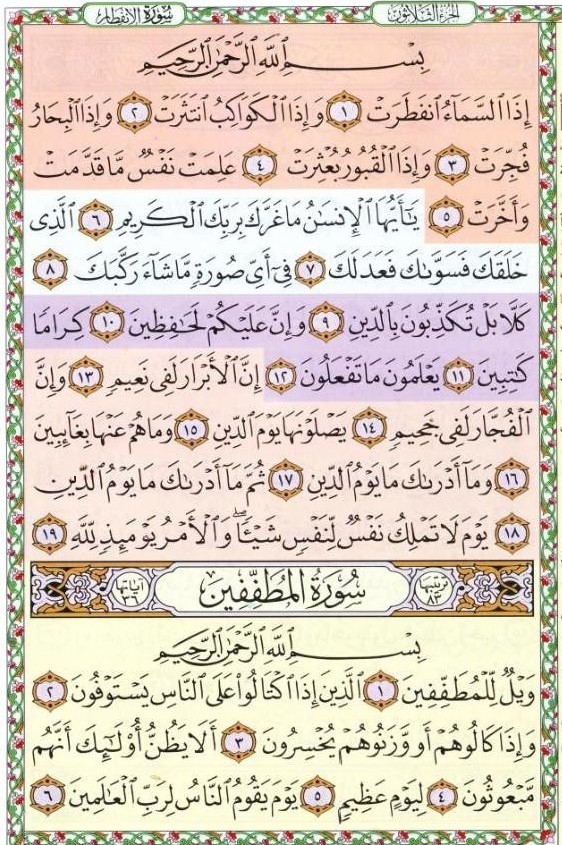 الجزء الثلاثون
سورة الانفطار
بِسْمِ ٱللَّهِ ٱلرَّحْمَٰنِ ٱلرَّحِيمِ
إِذَا ٱلسَّمَآءُ ٱنفَطَرَتْ ١ وَإِذَا ٱلْكَوَاكِبُ ٱنتَثَرَتْ ٢ وَإِذَا ٱلْبِحَارُ
فُجِّرَتْ ٣ وَإِذَا ٱلْقُبُورُ بُعْثِرَتْ ٤ عَلِمَتْ نَفْسٌ مَّا قَدَّمَتْ
وَأَخَّرَتْ ٥ يَٰٓأَيُّهَا ٱلْإِنسَٰنُ مَا غَرَّكَ بِرَبِّكَ ٱلْكَرِيمِ ٦ ٱلَّذِى
خَلَقَكَ فَسَوَّىٰكَ فَعَدَلَكَ ٧ فِىٓ أَىِّ صُورَةٍ مَّا شَآءَ رَكَّبَكَ ٨
كَلَّا بَلْ تُكَذِّبُونَ بِٱلدِّينِ ٩ وَإِنَّ عَلَيْكُمْ لَحَٰفِظِينَ ١٠ كِرَامًا
كَٰتِبِينَ ١١ يَعْلَمُونَ مَا تَفْعَلُونَ ١٢ إِنَّ ٱلْأَبْرَارَ لَفِى نَعِيمٍ ١٣ وَإِنَّ
ٱلْفُجَّارَ لَفِى جَحِيمٍ ١٤ يَصْلَوْنَهَا يَوْمَ ٱلدِّينِ ١٥ وَمَا هُمْ عَنْهَا بِغَآئِبِينَ
١٦ وَمَآ أَدْرَىٰكَ مَا يَوْمُ ٱلدِّينِ ١٧ ثُمَّ مَآ أَدْرَىٰكَ مَا يَوْمُ ٱلدِّينِ
١٨ يَوْمَ لَا تَمْلِكُ نَفْسٌ لِّنَفْسٍ شَيْـًٔا ۖ وَٱلْأَمْرُ يَوْمَئِذٍ لِّلَّهِ ١٩
ترتيبها ٨٣ سُورَةُ الْمُطَفِّفِينَ آياتها ٣٦
بِسْمِ ٱللَّهِ ٱلرَّحْمَٰنِ ٱلرَّحِيمِ
وَيْلٌ لِّلْمُطَفِّفِينَ ١ ٱلَّذِينَ إِذَا ٱكْتَالُوا۟ عَلَى ٱلنَّاسِ يَسْتَوْفُونَ ٢
وَإِذَا كَالُوهُمْ أَو وَّزَنُوهُمْ يُخْسِرُونَ ٣ أَلَا يَظُنُّ أُو۟لَٰٓئِكَ أَنَّهُم
مَّبْعُوثُونَ ٤ لِيَوْمٍ عَظِيمٍ ٥ يَوْمَ يَقُومُ ٱلنَّاسُ لِرَبِّ ٱلْعَٰلَمِينَ ٦